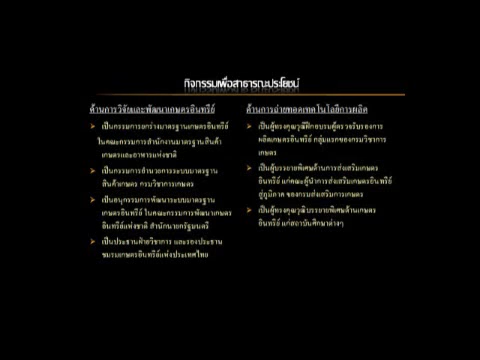 กิจกรรมเพื่อสาธารณะประโยชน์
ด้านการวิจัยและพัฒนาเกษตรอินทรีย์
เป็นกรรมการยกร่างมาตรฐานเกษตรอินทรีย์
ในคณะกรรมการสำนักงานมาตรฐานสินค้า
เกษตรและอาหารแห่งชาติ
เป็นกรรมการอำนวยการระบบมาตรฐาน
สินค้าเกษตร กรมวิชาการเกษตร
เป็นอนุกรรมการพัฒนาระบบมาตรฐาน
เกษตรอินทรีย์ ในคณะกรรมการพัฒนาเกษตร
อินทรีย์แห่งชาติ สำนักนายกรัฐมนตรี
เป็นประธานฝ่ายวิชาการ และรองประธาน
ชมรมเกษตรอินทรีย์แห่งประเทศไทย
ด้านการถ่ายทอดเทคโนโลยีการผลิต
เป็นผู้ทรงคุณวุฒิฝึกอบรมผู้ตรวจรับรองการ
ผลิตเกษตรอินทรีย์ กลุ่มแรกของกรมวิชาการ
เกษตร
เป็นผู้บรรยายพิเศษด้านการส่งเสริมเกษตร
อินทรีย์ แก่คณะผู้นำการส่งเสริมเกษตรอินทรีย์
สู่ภูมิภาค ของกรมส่งเสริมการเกษตร
เป็นผู้ทรงคุณวุฒิบรรยายพิเศษด้านเกษตร
อินทรีย์ แก่สถาบันศึกษาต่างๆ